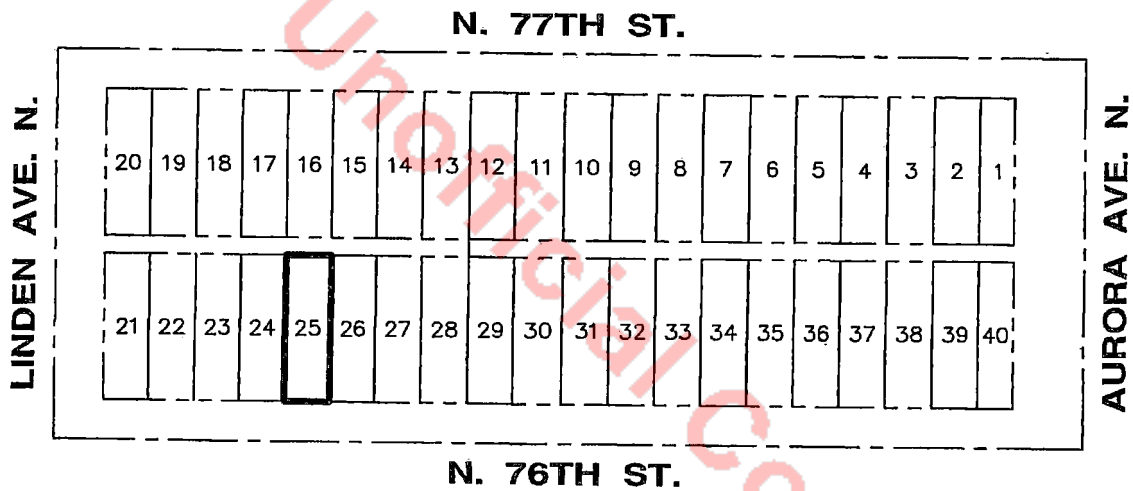 N. 77TH ST.
LINDEN AVE. N.
AURORA AVE. N.
20 19 18 17 16 15 14 13 12 11 10 9 8 7 6 5 4 3 2 1
21 22 23 24 25 26 27 28 29 30 31 32 33 34 35 36 37 38 39 40
N. 76TH ST.
Unofficial Co